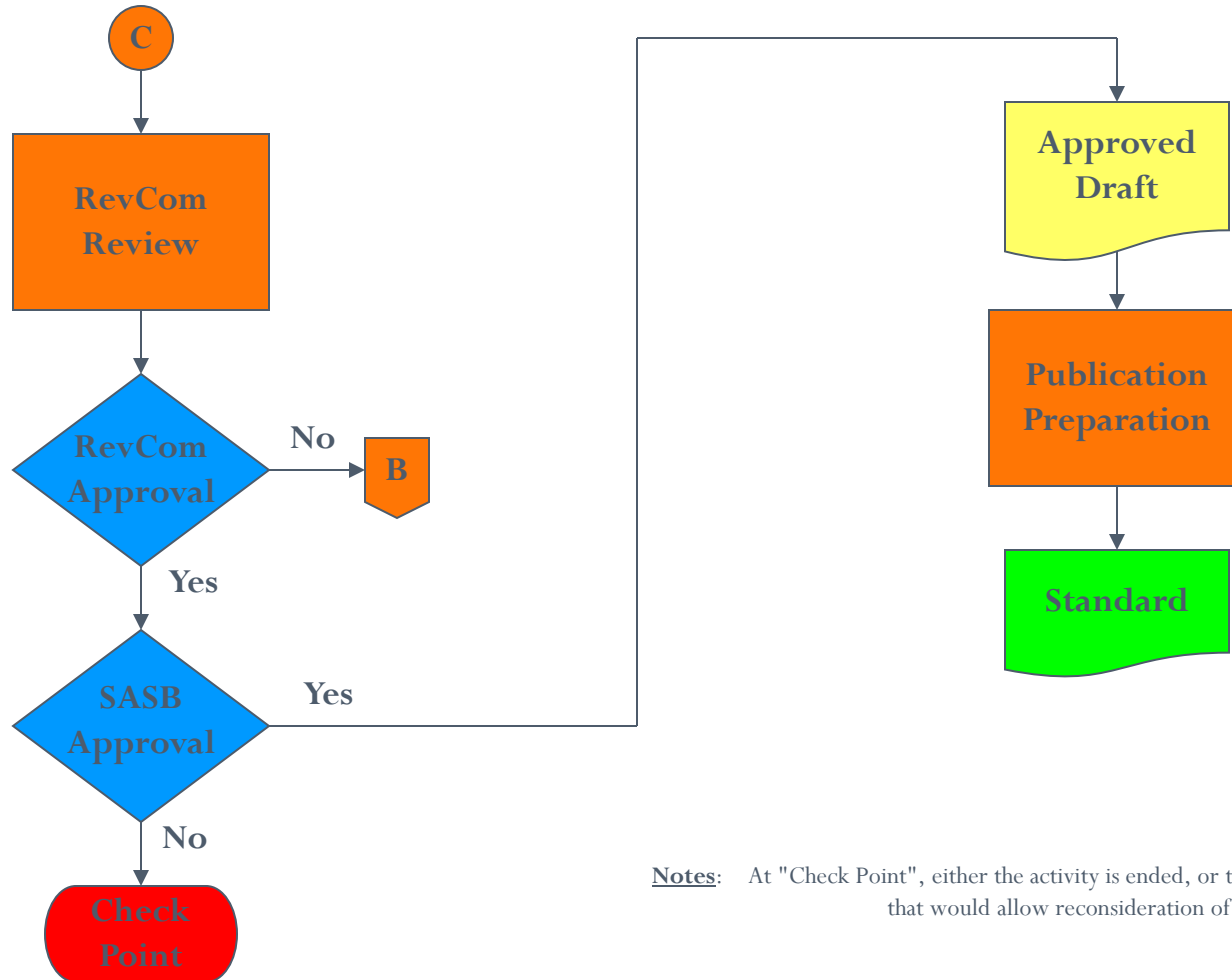 C
RevCom
Review
RevCom
Approval
No
B
Yes
SASB
Approval
Yes
No
Check
Point
Approved
Draft
Publication
Preparation
Standard
Notes: At "Check Point", either the activity is ended, or
that would allow reconsideration of